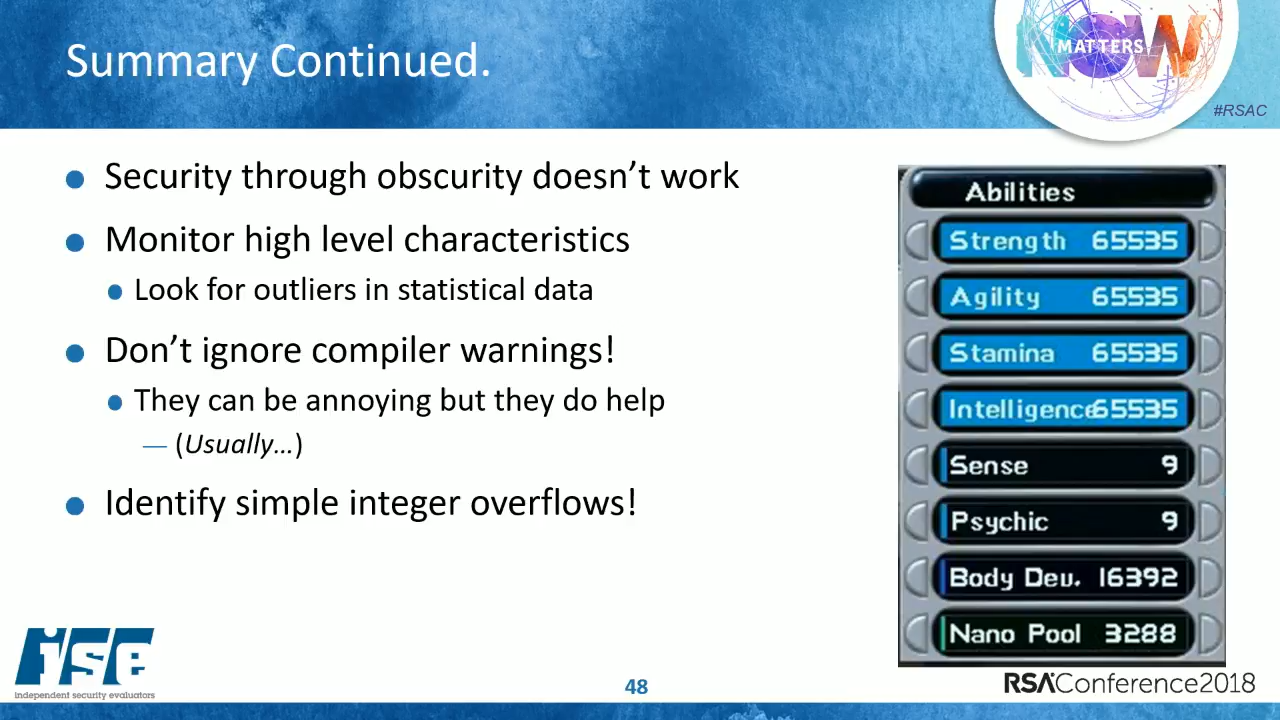 Summary Continued.
NOW
MATTERS
#RSAC
Security through obscurity doesn’t work
Monitor high level characteristics
Look for outliers in statistical data
Don’t ignore compiler warnings!
They can be annoying but they do help
— (Usually…)
Identify simple integer overflows!
Abilities
Strength 65535
Agility 65535
Stamina 65535
Intelligence 65535
Sense 9
Psychic 9
Body Dev. 16392
Nano Pool 3288
ise
independent security evaluators
48
RSAConference2018